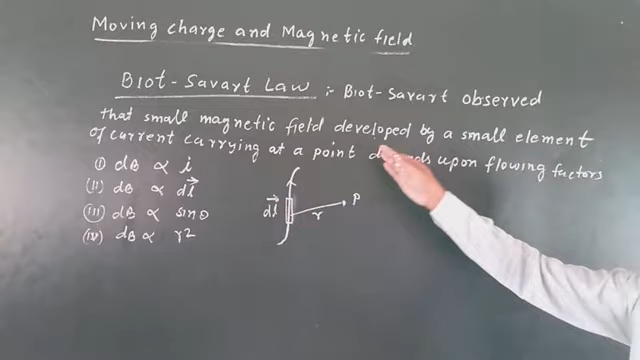 Moving charge and Magnetic field
Biot-Savart Law :- Biot-Savart observed
that small magnetic field developed by a small element
of current carrying at a point upon flowing factors
(i) dB ∝ i
(ii) dB ∝ dl⃗
(iii) dB ∝ sinθ
(iv) dB ∝ r2
dl⃗ r P